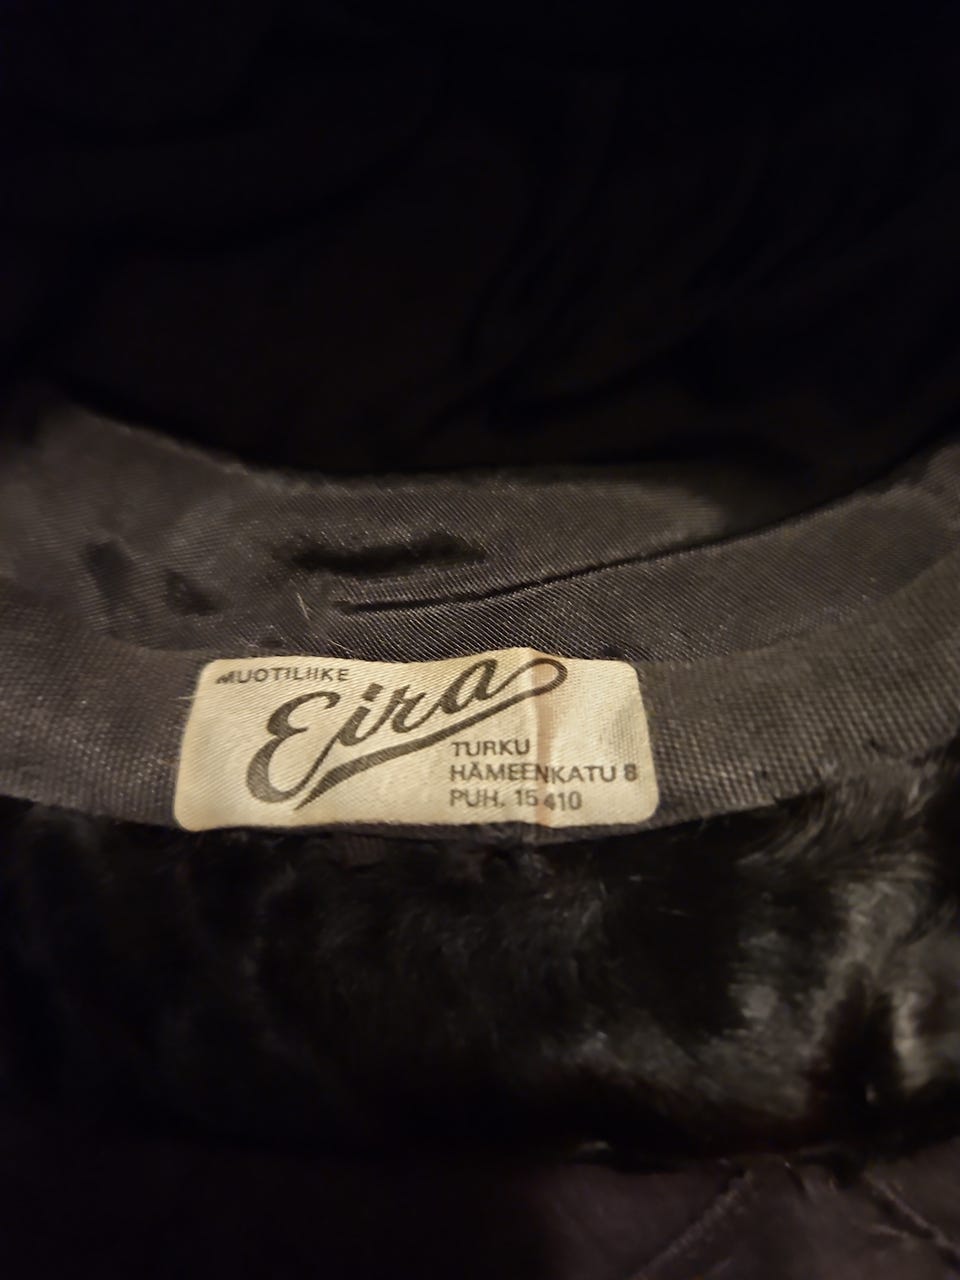 MUOTILIIKE
Eira
TURKU
HÄMEENKATU 8
PUH. 15 410